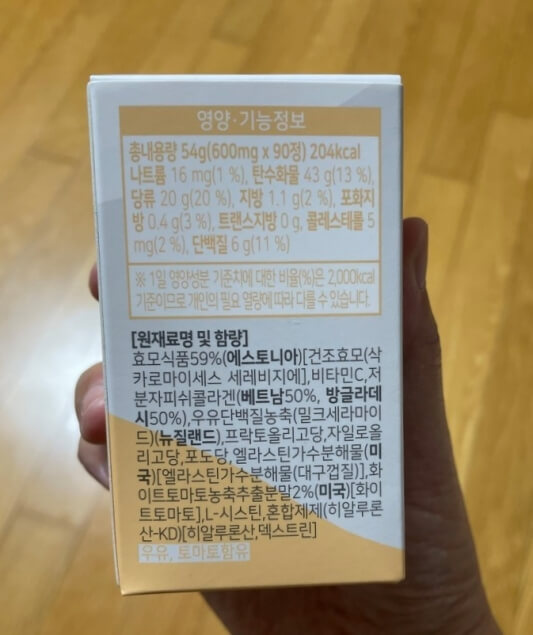 영양·기능정보
총내용량 54g(600mg x 90정) 204kcal
나트륨 16 mg(1 %), 탄수화물 43 g(13 %),
당류 20 g(20 %), 지방 1.1 g(2 %), 포화지
방 0.4 g(3 %), 트랜스지방 0 g, 콜레스테롤 5
mg(2 %), 단백질 6 g(11 %)
※ 1일 영양성분 기준치에 대한 비율(%)은 2,000kcal
기준이므로 개인의 필요 열량에 따라 다를 수 있습니다.
[원재료명 및 함량]
효모식품59%(에스토니아)[건조효모(삭
카로마이세스 세레비지에], 비타민C,저
분자피쉬콜라겐(베트남50%, 방글라데
시50%),우유단백질농축(밀크세라마이
드)(뉴질랜드),프락토올리고당,자일로올
리고당, 포도당, 엘라스틴가수분해물(미
국)[엘라스틴가수분해물(대구껍질)],화
이트토마토농축추출분말2%(미국)[화이
트토마토],L-시스틴,혼합제제(히알루론
산-KD)[히알루론산,덱스트린]
우유, 토마토함유